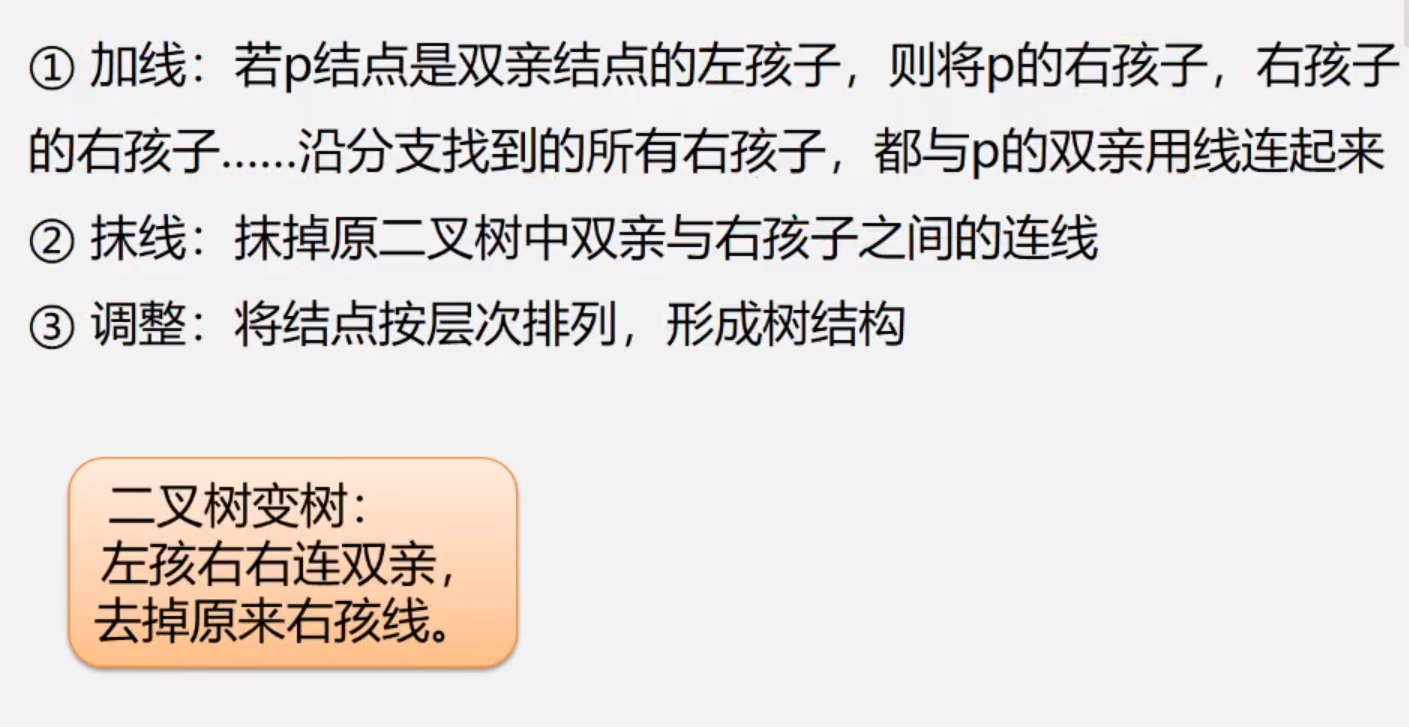 ① 加线：若p结点是双亲结点的左孩子，则将p的右孩子，右孩子
的右孩子……沿分支找到的所有右孩子，都与p的双亲用线连起来
② 抹线：抹掉原二叉树中双亲与右孩子之间的连线
③ 调整：将结点按层次排列，形成树结构
二叉树变树：
左孩右右连双亲，
去掉原来右孩线。